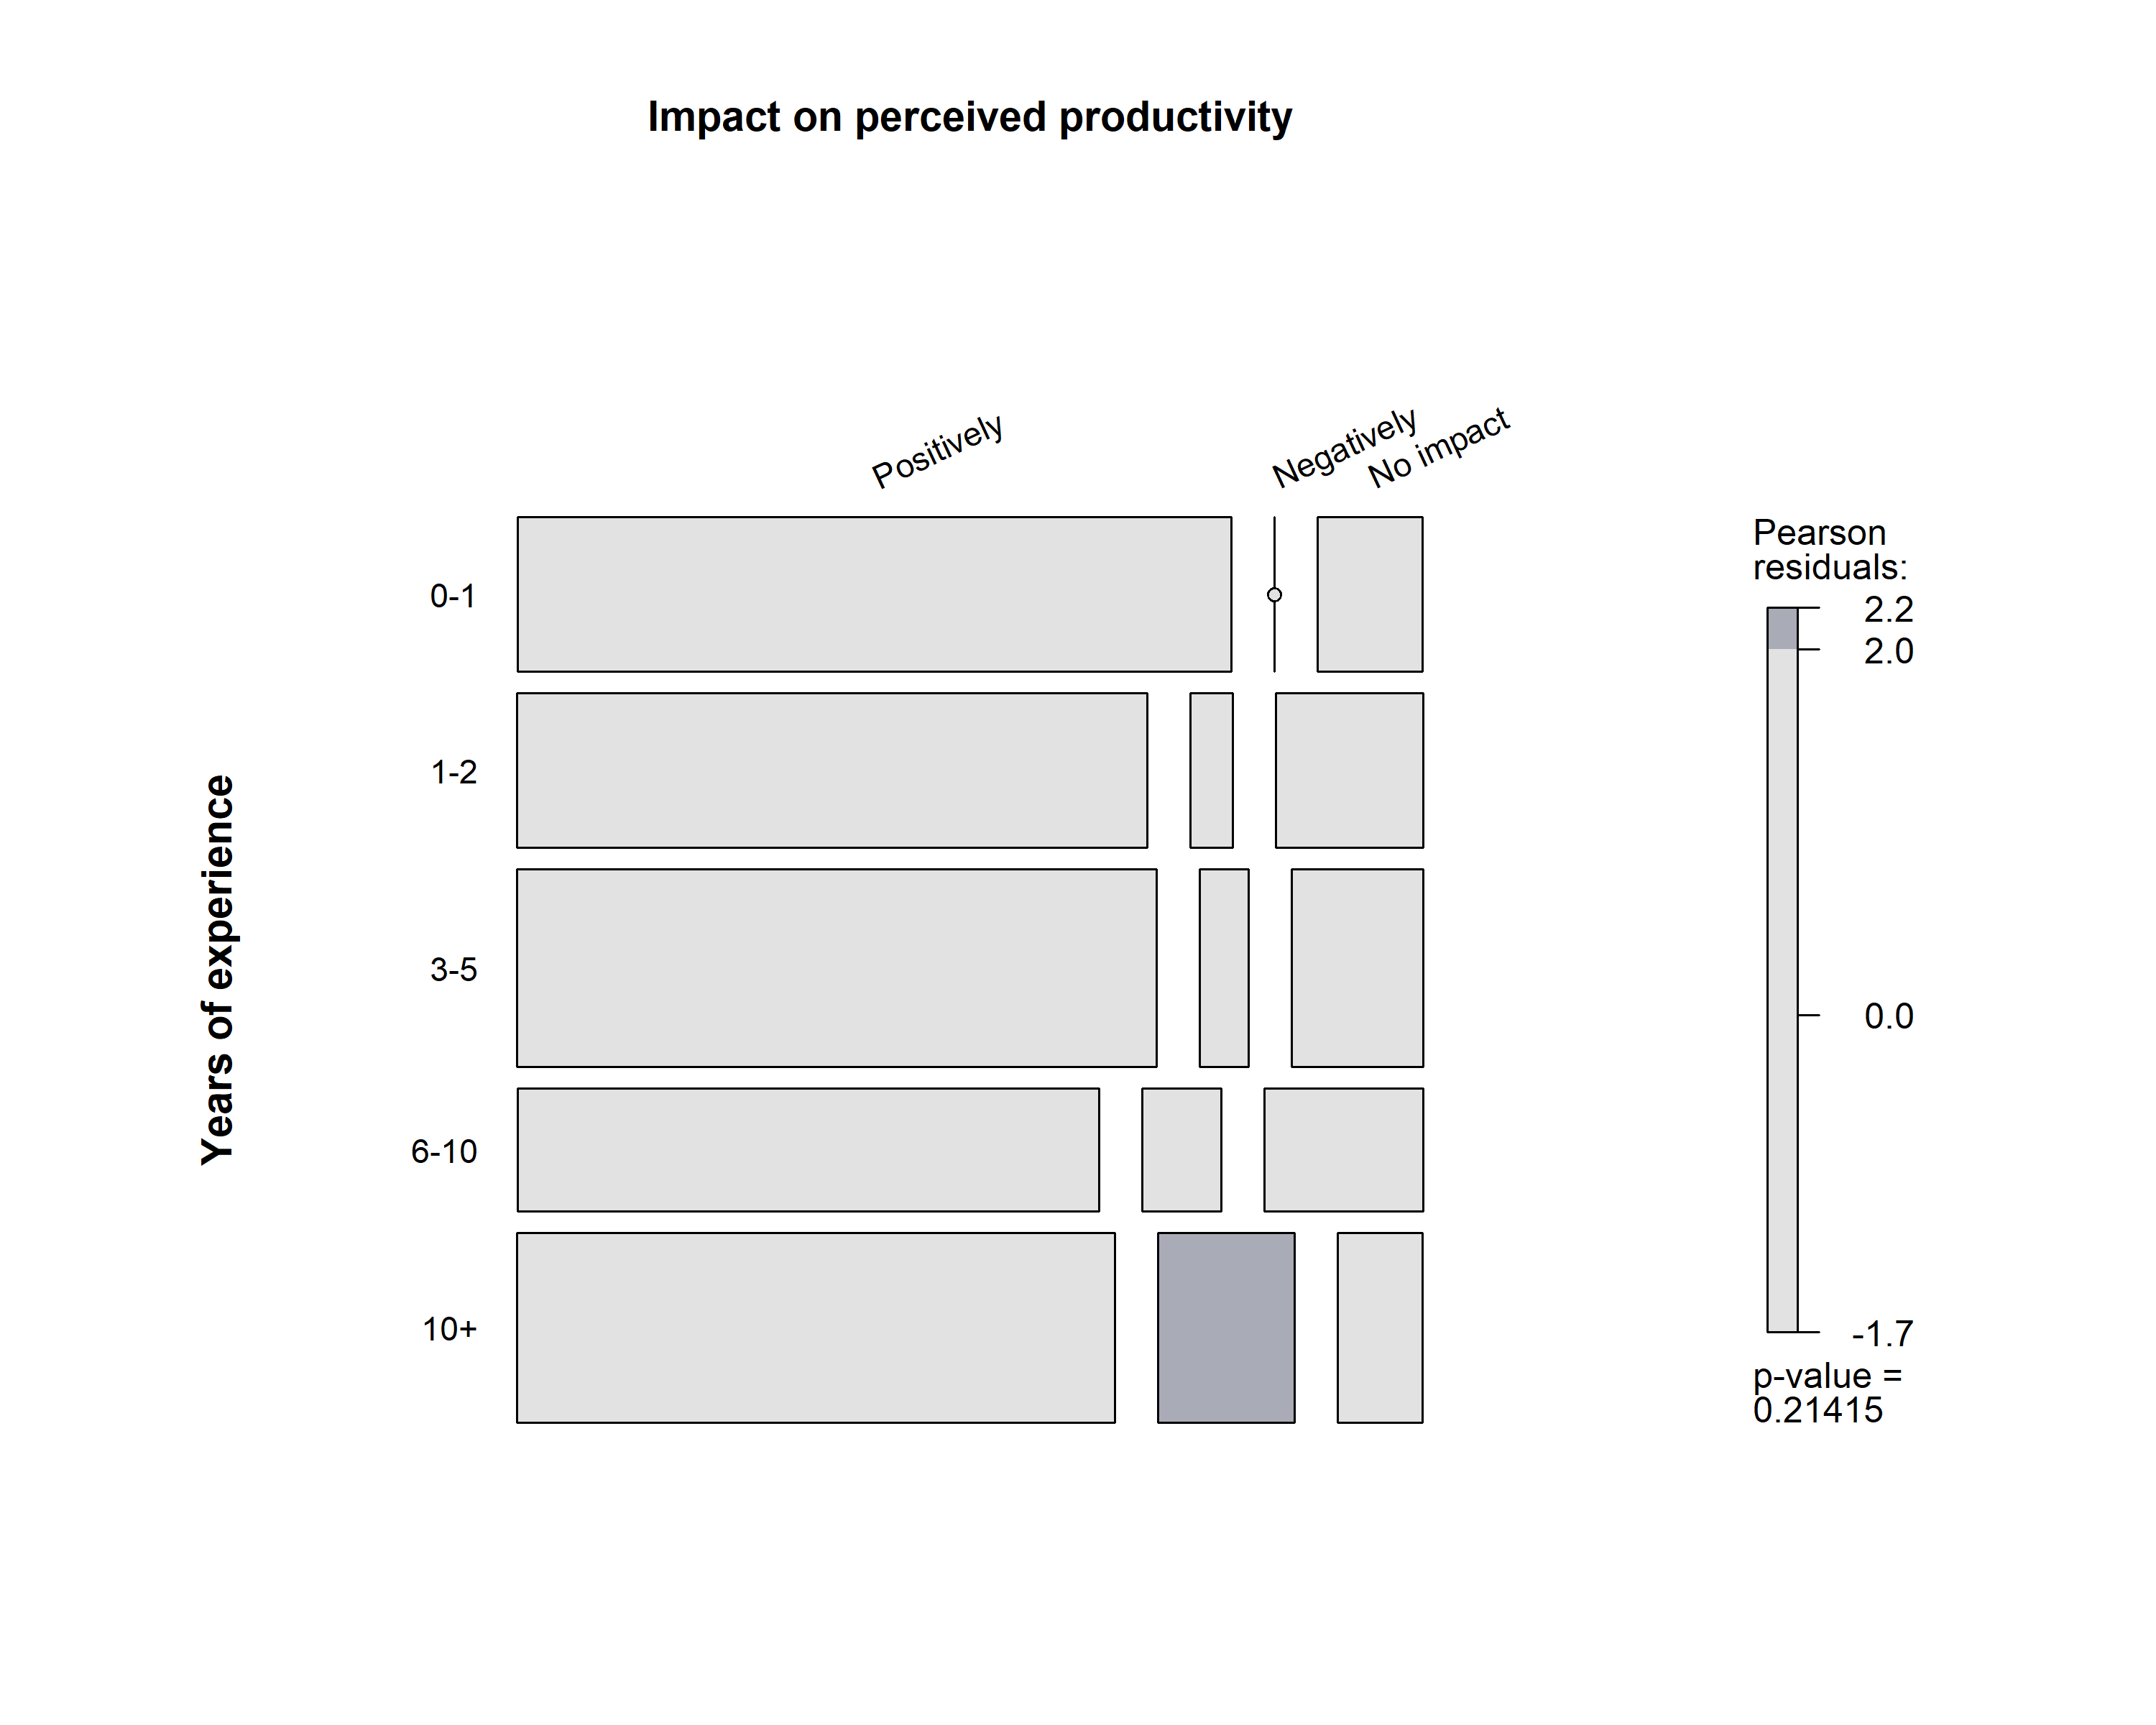 Impact on perceived productivity
Positively
Negatively
No impact
Years of experience
0-1
1-2
3-5
6-10
10+
Pearson
residuals:
2.2
2.0
0.0
-1.7
p-value =
0.21415